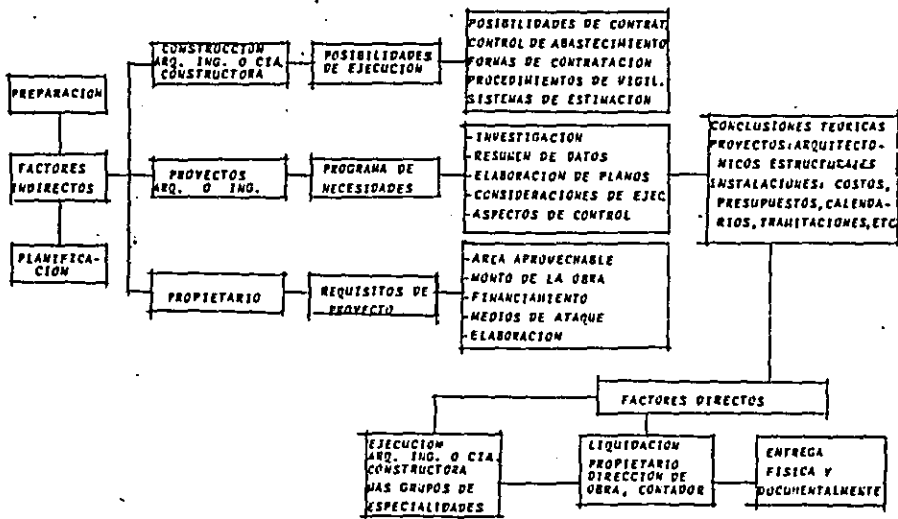 PREPARACION
FACTORES
INDIRECTOS
PLANIFICA-
CION
CONSTRUCCION
ARQ. ING. O CIA.
CONSTRUCTORA
POSIBILIDADES
DE EJECUCION
POSIBILIDADES DE CONTRAT.
CONTROL DE ABASTECIMIENTO
FORMAS DE CONTRATACION
PROCEDIMIENTOS DE VIGIL.
SISTEMAS DE ESTIMACION
PROYECTOS
ARQ. O ING.
PROGRAMA DE
NECESIDADES
-INVESTIGACION
-RESUMEN DE DATOS
-ELABORACION DE PLANOS
-CONSIDERACIONES DE EJEC
-ASPECTOS DE CONTROL
CONCLUSIONES TEORICAS
PROYECTOS:ARQUITECTO-
NICOS ESTRUCTURALES
INSTALACIONES: COSTOS,
PRESUPUESTOS,CALENDA-
RIOS,TRAMITACIONES,ETC
PROPIETARIO
REQUISITOS DE
PROYECTO
-AREA APROVECHABLE
-MONTO DE LA OBRA
-FINANCIAMIENTO
-MEDIOS DE ATAQUE
-ELABORACION
FACTORES DIRECTOS
EJECUCION
ARQ. ING. O CIA.
CONSTRUCTORA
MAS GRUPOS DE
ESPECIALIDADES
LIQUIDACION
PROPIETARIO
DIRECCION DE
OBRA, CONTADOR
ENTREGA
FISICA Y
DOCUMENTALMENTE